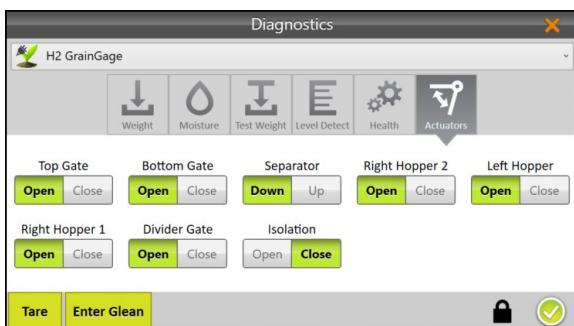 Diagnostics
H2 GrainGage
Weight Moisture Test Weight Level Detect Health Actuators
Top Gate Bottom Gate Separator Right Hopper 2 Left Hopper
Open Close Open Close Down Up Open Close Open Close
Right Hopper 1 Divider Gate Isolation
Open Close Open Close Open Close
Tare Enter Glean